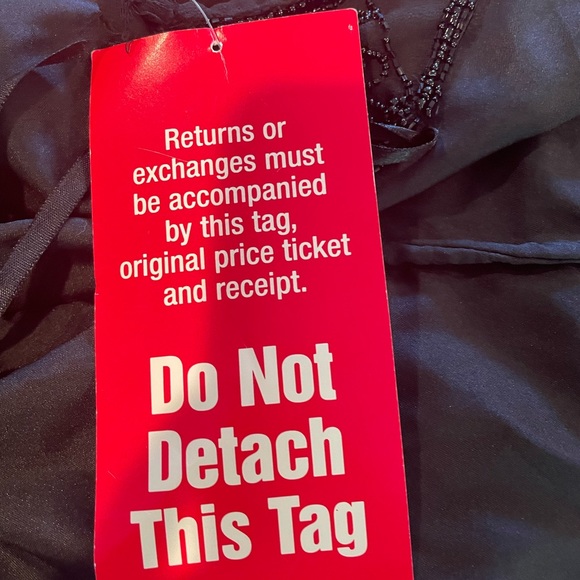 Returns or
exchanges must
be accompanied
by this tag,
original price ticket
and receipt.
Do Not
Detach
This Tag